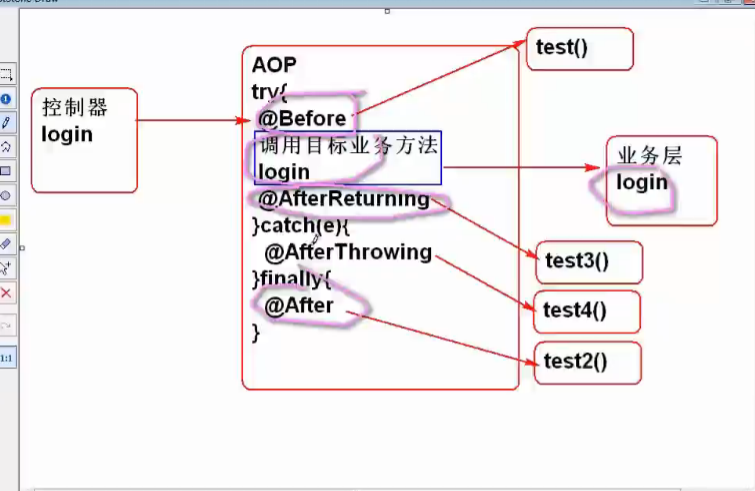 控制器
login
AOP
try{
@Before
调用目标业务方法
login
@AfterReturning
}catch(e){
@AfterThrowing
}finally{
@After
}
test()
业务层
login
test3()
test4()
test2()
1:1